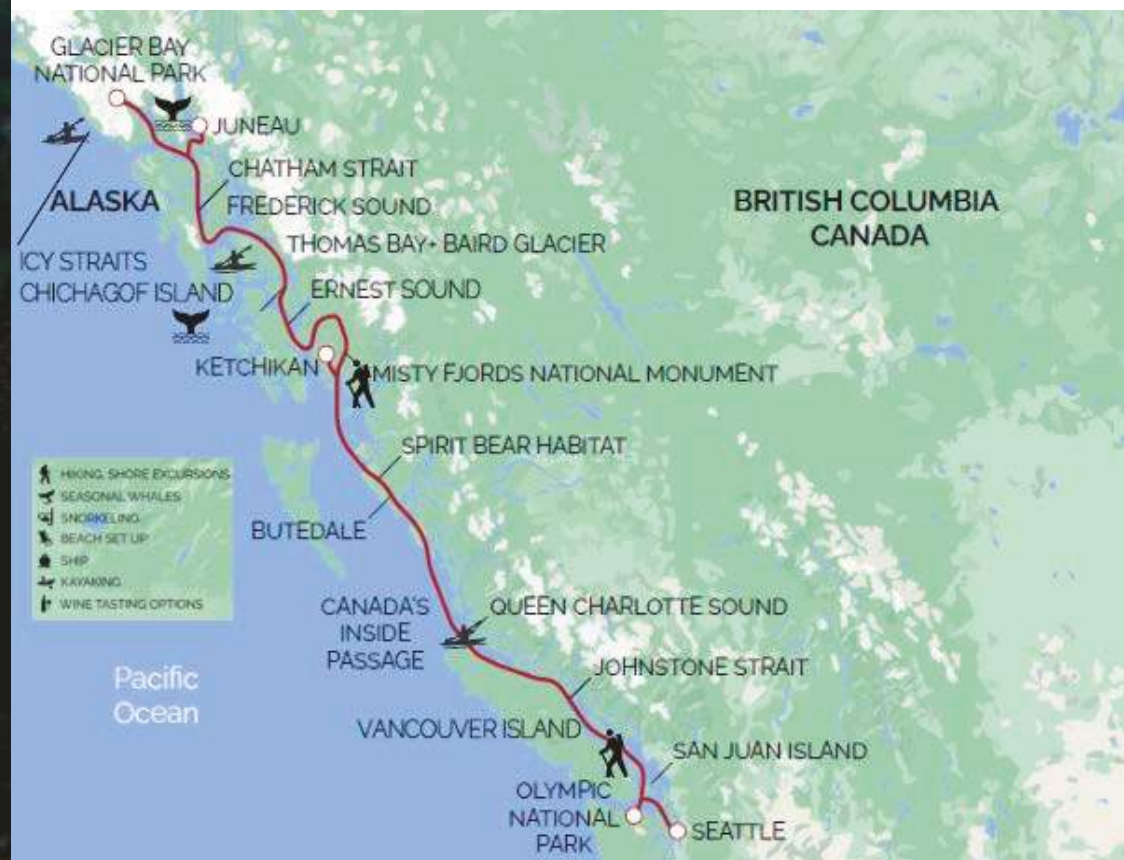 GLACIER BAY
NATIONAL PARK
JUNEAU
CHATHAM STRAIT
ALASKA
FREDERICK SOUND
BRITISH COLUMBIA
CANADA
THOMAS BAY+ BAIRD GLACIER
ICY STRAITS
CHICHAGOF ISLAND
ERNEST SOUND
KETCHIKAN
MISTY FJORDS NATIONAL MONUMENT
SPIRIT BEAR HABITAT
HIKING, SHORE EXCURSIONS
SEASONAL WHALES
SNORKELING
BEACH SET UP
SHIP
KAYAKING
WINE TASTING OPTIONS
BUTEDALE
CANADA'S
INSIDE
PASSAGE
QUEEN CHARLOTTE SOUND
JOHNSTONE STRAIT
Pacific
Ocean
VANCOUVER ISLAND
SAN JUAN ISLAND
OLYMPIC
NATIONAL
PARK
SEATTLE